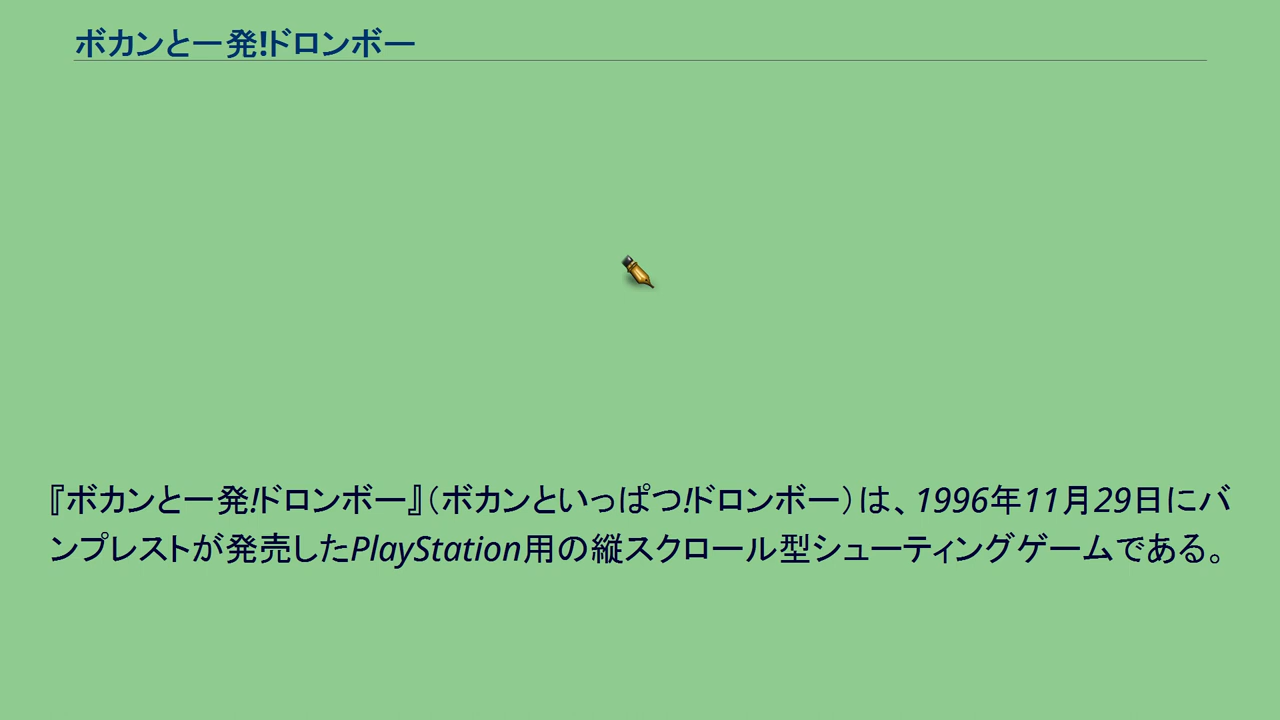 ボカンと一発!ドロンボー
『ボカンと一発!ドロンボー』（ボカンといっぱつ!ドロンボー）は、1996年11月29日にバ
ンプレストが発売したPlayStation用の縦スクロール型シューティングゲームである。